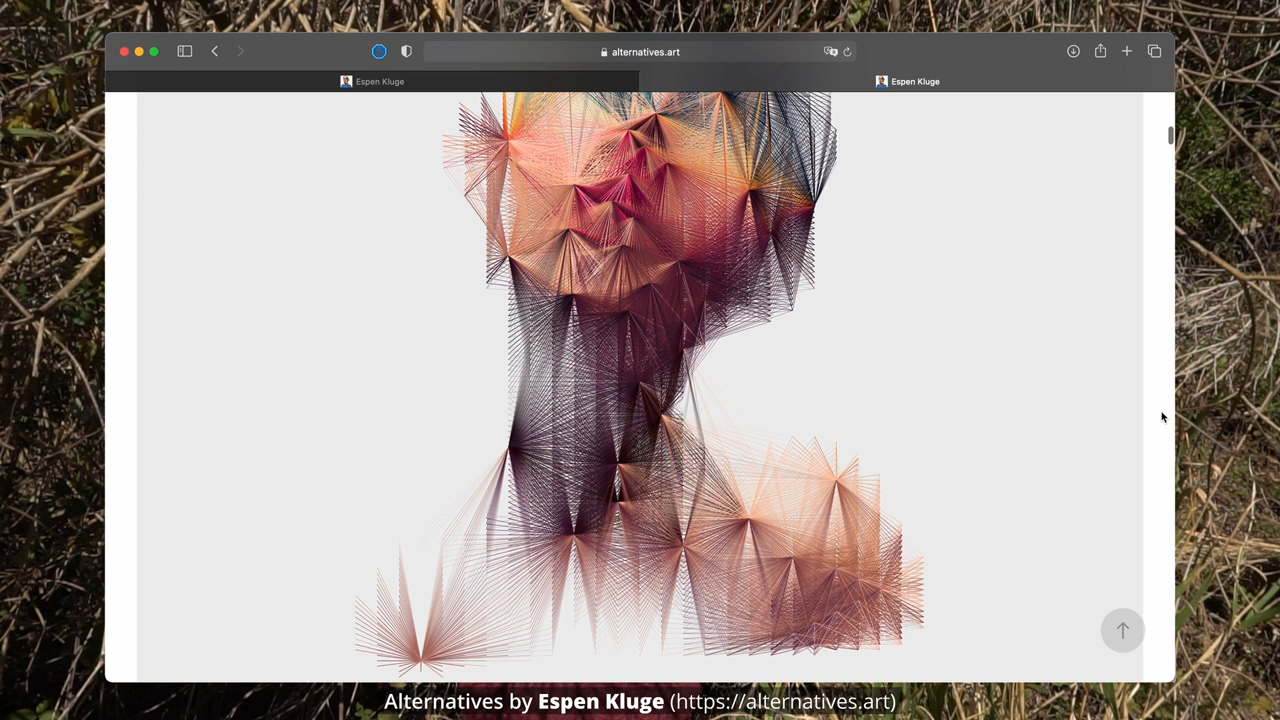 alternatives.art
Espen Kluge
Espen Kluge
Alternatives by Espen Kluge (https://alternatives.art)